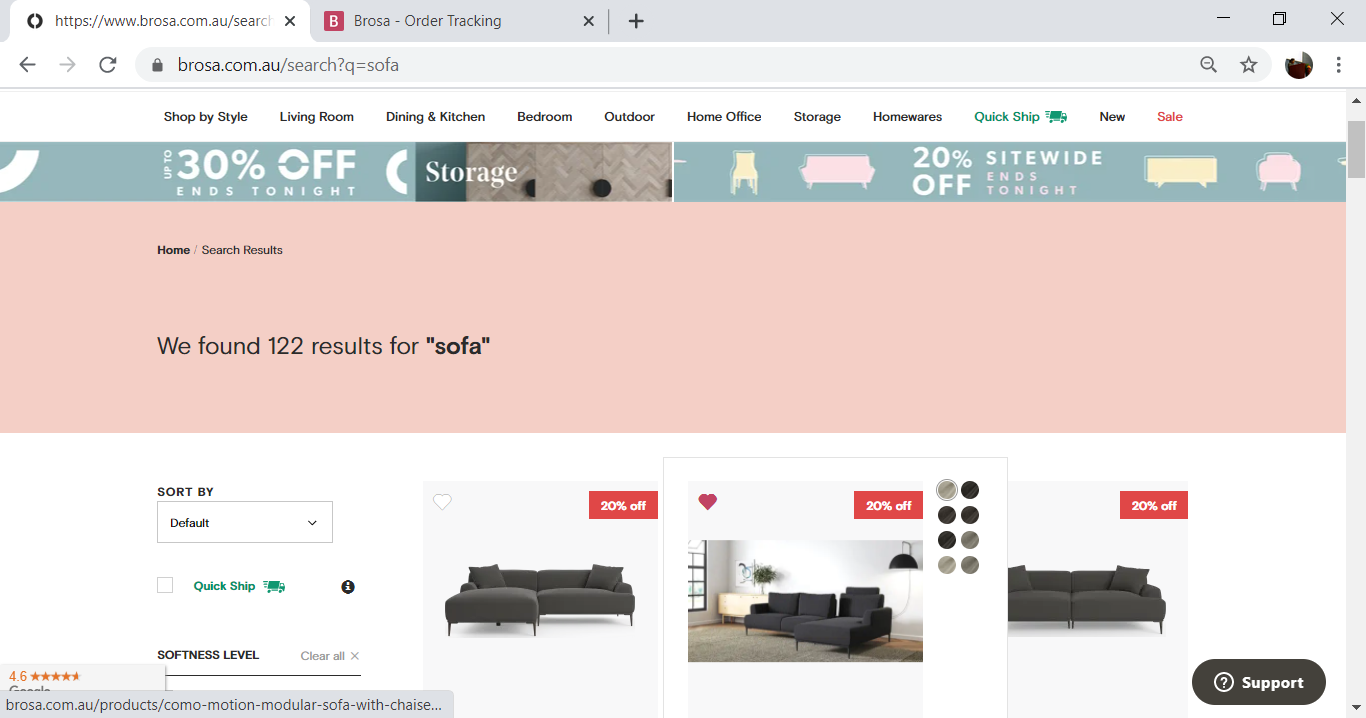 https://www.brosa.com.au/search
B Brosa - Order Tracking
brosa.com.au/search?q=sofa
Shop by Style Living Room Dining & Kitchen Bedroom Outdoor Home Office Storage Homewares Quick Ship New Sale
UP TO 30% OFF
ENDS TONIGHT
Storage
20% OFF SITEWIDE
ENDS TONIGHT
Home / Search Results
We found 122 results for "sofa"
SORT BY
Default
Quick Ship
SOFTNESS LEVEL Clear all
20% off
20% off
20% off
4.6
Google
brosa.com.au/products/como-motion-modular-sofa-with-chaise...
Support